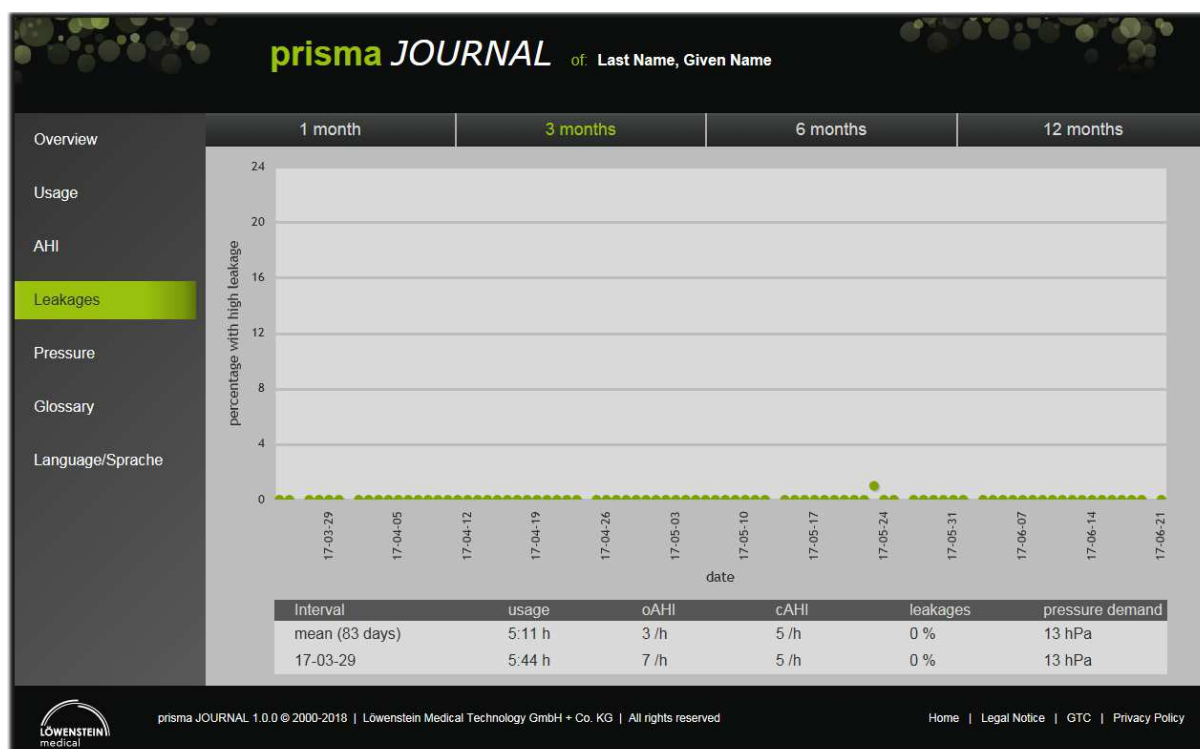 prisma JOURNAL of: Last Name, Given Name
1 month 3 months 6 months 12 months
Overview
Usage
AHI
Leakages
Pressure
Glossary
Language/Sprache
percentage with high leakage
24
20
16
12
8
4
0
17-03-29 17-04-05 17-04-12 17-04-19 17-04-26 17-05-03 17-05-10 17-05-17 17-05-24 17-05-31 17-06-07 17-06-14 17-06-21
date
Interval usage oAHI cAHI leakages pressure demand
mean (83 days) 5:11 h 3 /h 5 /h 0 % 13 hPa
17-03-29 5:44 h 7 /h 5 /h 0 % 13 hPa
LÖWENSTEIN
medical
prisma JOURNAL 1.0.0 © 2000-2018 | Löwenstein Medical Technology GmbH + Co. KG | All rights reserved
Home | Legal Notice | GTC | Privacy Policy